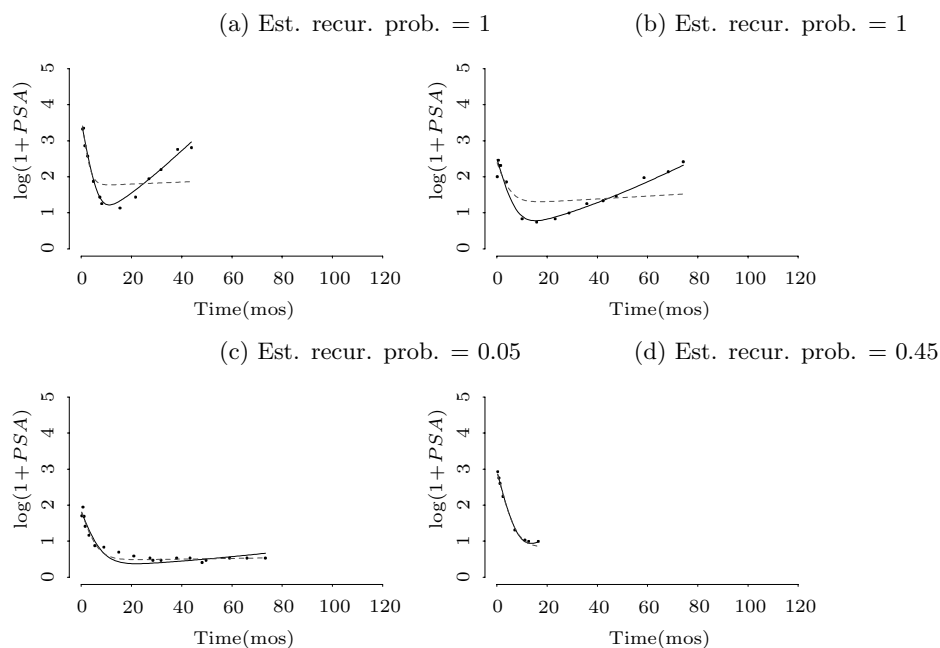 (a) Est. recur. prob. = 1
(b) Est. recur. prob. = 1
log(1+PSA)
0 1 2 3 4 5
0 20 40 60 80 100 120
Time(mos)
log(1+PSA)
0 1 2 3 4 5
0 20 40 60 80 100 120
Time(mos)
(c) Est. recur. prob. = 0.05
(d) Est. recur. prob. = 0.45
log(1+PSA)
0 1 2 3 4 5
0 20 40 60 80 100 120
Time(mos)
log(1+PSA)
0 1 2 3 4 5
0 20 40 60 80 100 120
Time(mos)